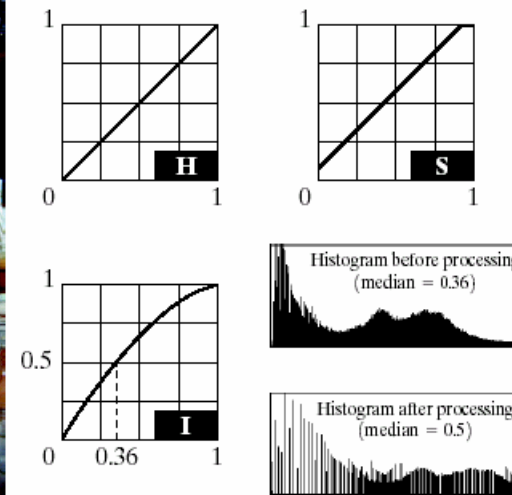 1
H
0
1
1
S
0
1
1
0.5
I
0
0.36
1
Histogram before processing
(median = 0.36)
Histogram after processing
(median = 0.5)